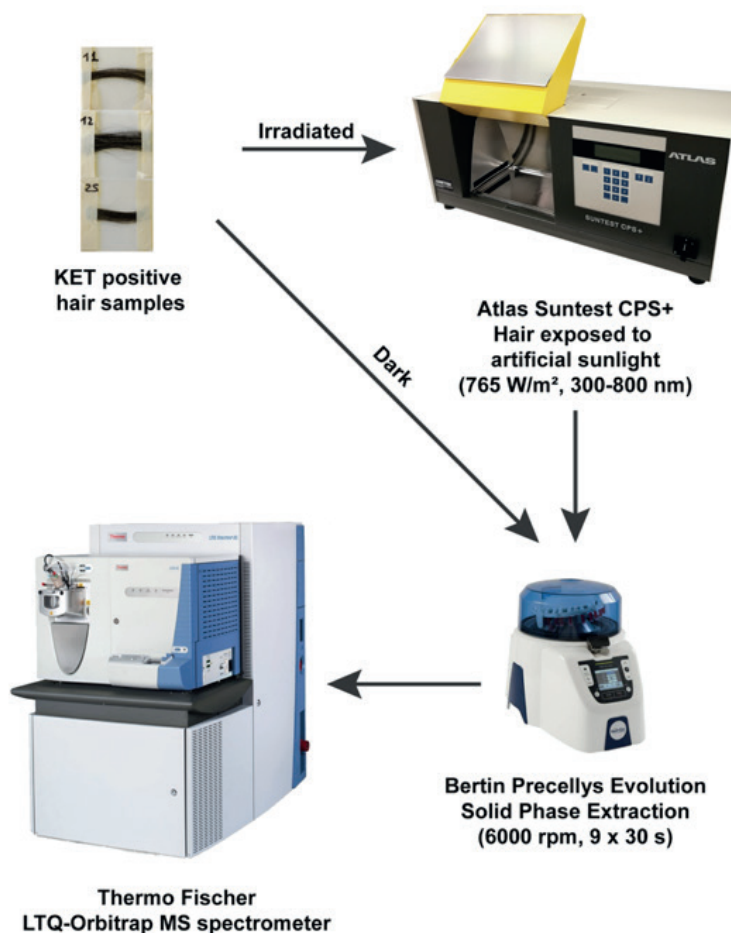 11
12
25
KET positive
hair samples
Irradiated
ATLAS
SUNTEST CPS+
Atlas Suntest CPS+
Hair exposed to
artificial sunlight
(765 W/m², 300-800 nm)
Dark
Bertin Precellys Evolution
Solid Phase Extraction
(6000 rpm, 9 x 30 s)
Thermo Fischer
LTQ-Orbitrap MS spectrometer